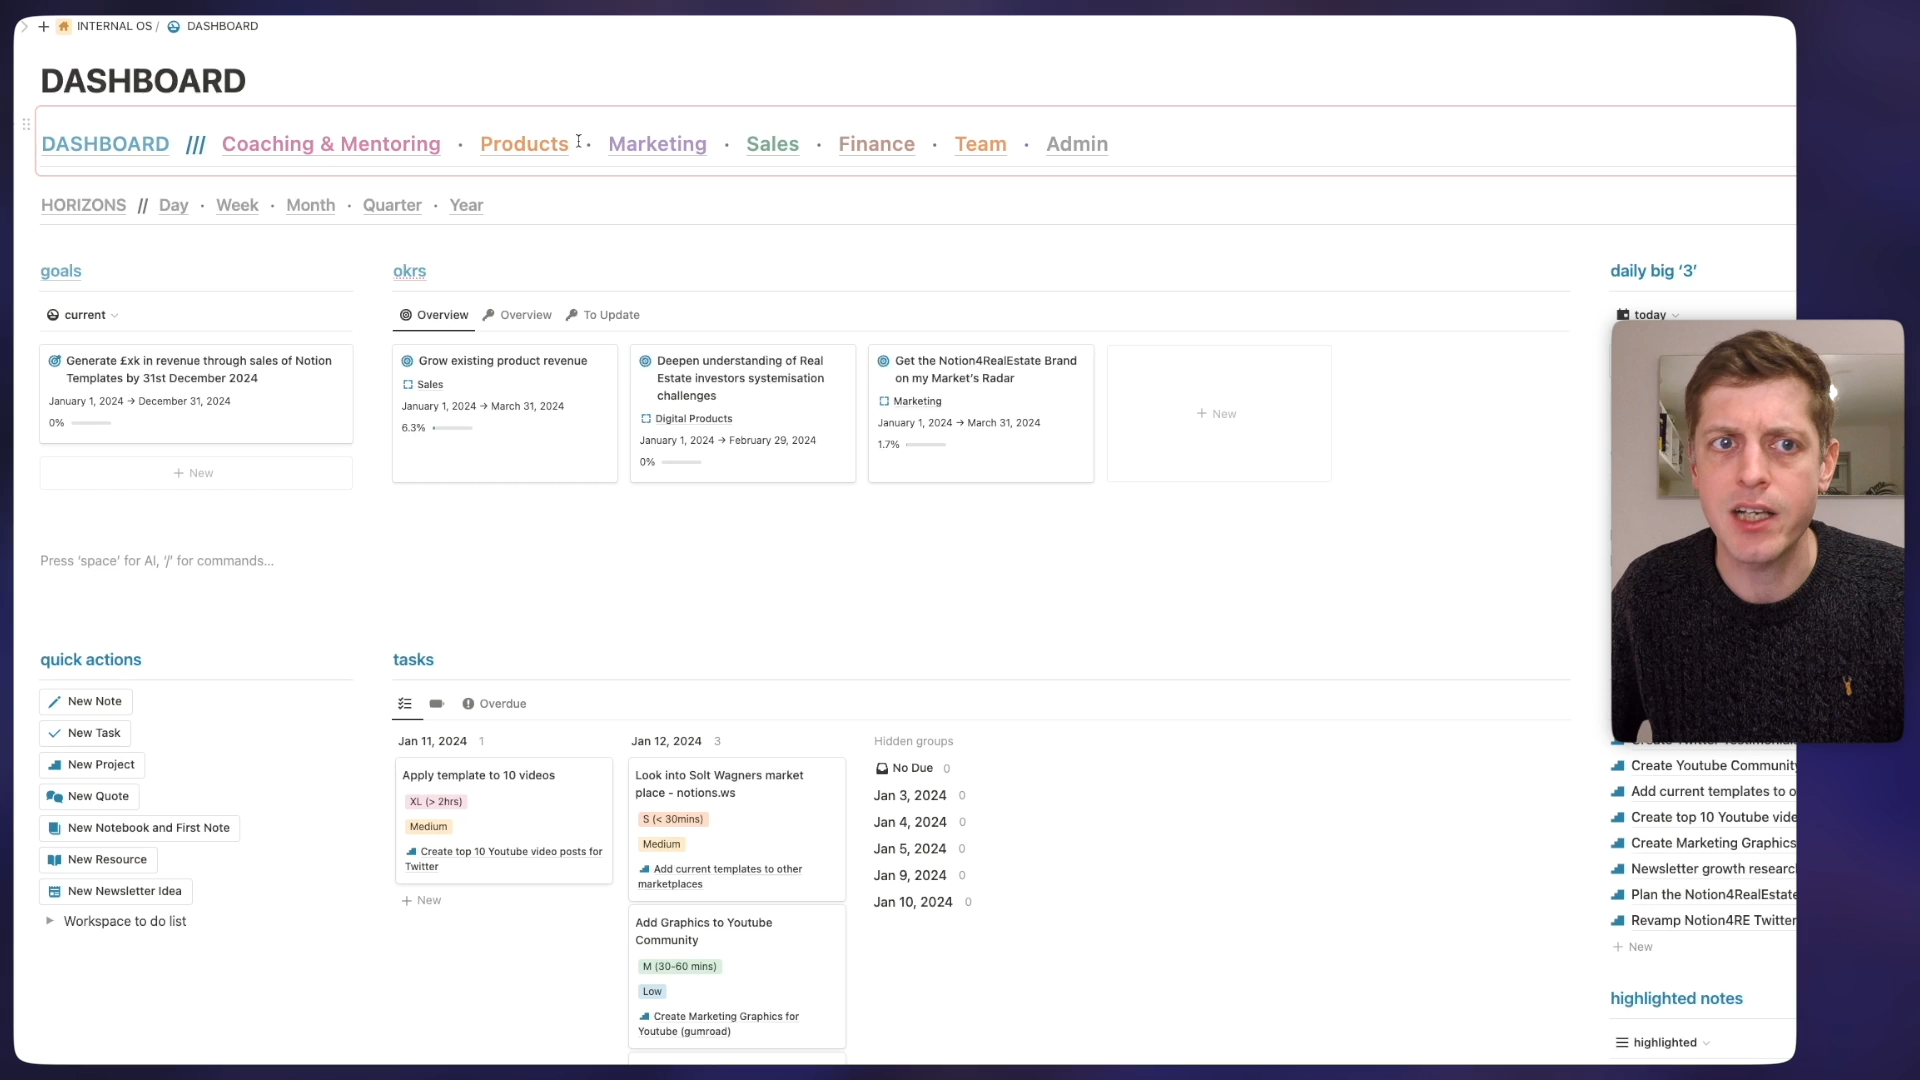 INTERNAL OS / DASHBOARD
DASHBOARD
DASHBOARD /// Coaching & Mentoring · Products · Marketing · Sales · Finance · Team · Admin
HORIZONS // Day · Week · Month · Quarter · Year
goals
current
Generate £xk in revenue through sales of Notion
Templates by 31st December 2024
January 1, 2024 → December 31, 2024
0%
+ New
Press ‘space’ for AI, ‘/’ for commands…
okrs
Overview Overview To Update
Grow existing product revenue
Sales
January 1, 2024 → March 31, 2024
6.3%
Deepen understanding of Real
Estate investors systemisation
challenges
Digital Products
January 1, 2024 → February 29, 2024
0%
Get the Notion4RealEstate Brand
on my Market’s Radar
Marketing
January 1, 2024 → March 31, 2024
1.7%
+ New
daily big ‘3’
today
quick actions
New Note
New Task
New Project
New Quote
New Notebook and First Note
New Resource
New Newsletter Idea
Workspace to do list
tasks
Overdue
Jan 11, 2024 1
Apply template to 10 videos
XL (> 2hrs)
Medium
Create top 10 Youtube video posts for
Twitter
+ New
Jan 12, 2024 3
Look into Solt Wagners market
place - notions.ws
S (< 30mins)
Medium
Add current templates to other
marketplaces
Add Graphics to Youtube
Community
M (30-60 mins)
Low
Create Marketing Graphics for
Youtube (gumroad)
Hidden groups
No Due 0
Jan 3, 2024 0
Jan 4, 2024 0
Jan 5, 2024 0
Jan 9, 2024 0
Jan 10, 2024 0
Create Youtube Community
Add current templates to o
Create top 10 Youtube vide
Create Marketing Graphics
Newsletter growth researc
Plan the Notion4RealEstate
Revamp Notion4RE Twitter
+ New
highlighted notes
highlighted